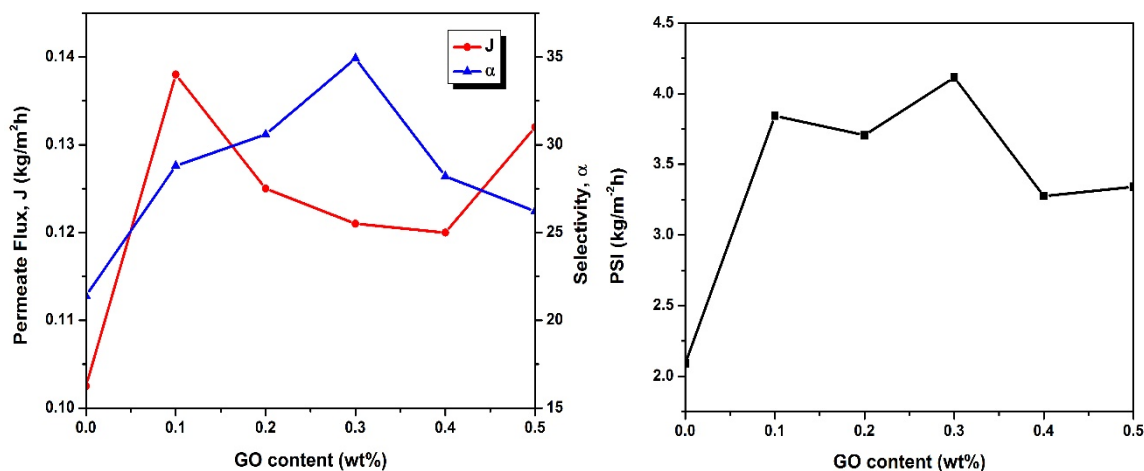 Permeate Flux, J (kg/m²h)
0.14
0.13
0.12
0.11
0.10
J
α
35
30
25
20
15
Selectivity, α
0.0 0.1 0.2 0.3 0.4 0.5
GO content (wt%)
PSI (kg/m⁻²h)
4.5
4.0
3.5
3.0
2.5
2.0
0.0 0.1 0.2 0.3 0.4 0.5
GO content (wt%)